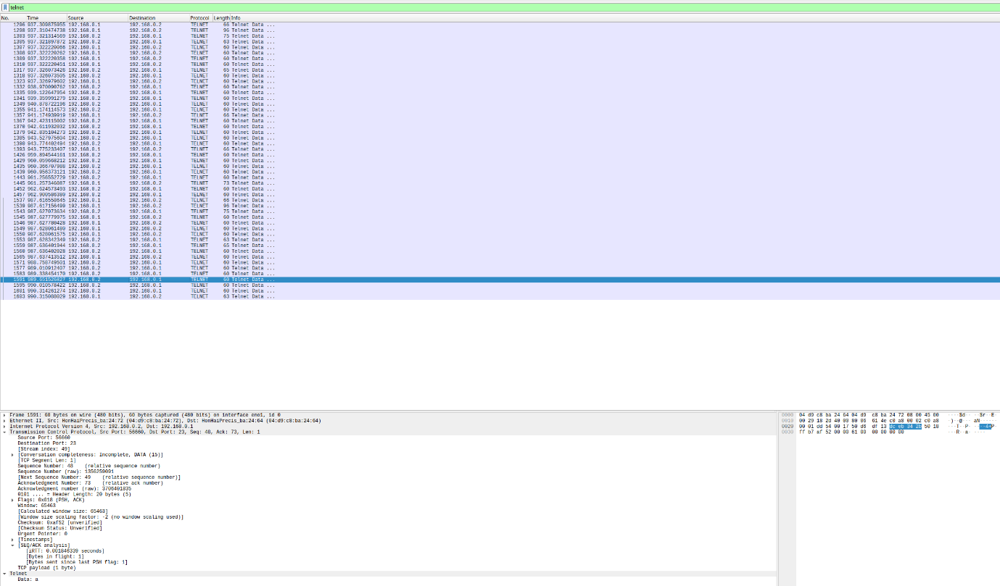 telnet
No. Time Source Destination Protocol Length Info
1296 937.309875955 192.168.0.1 192.168.0.2 TELNET 66 Telnet Data ...
1298 937.310474738 192.168.0.1 192.168.0.2 TELNET 96 Telnet Data ...
1303 937.321314569 192.168.0.2 192.168.0.1 TELNET 75 Telnet Data ...
1305 937.321897872 192.168.0.2 192.168.0.1 TELNET 63 Telnet Data ...
1307 937.322220066 192.168.0.1 192.168.0.2 TELNET 60 Telnet Data ...
1308 937.322220262 192.168.0.1 192.168.0.2 TELNET 60 Telnet Data ...
1309 937.322220358 192.168.0.1 192.168.0.2 TELNET 60 Telnet Data ...
1310 937.322220451 192.168.0.1 192.168.0.2 TELNET 60 Telnet Data ...
1317 937.326073426 192.168.0.2 192.168.0.1 TELNET 65 Telnet Data ...
1318 937.326073505 192.168.0.2 192.168.0.1 TELNET 60 Telnet Data ...
1323 937.326979602 192.168.0.1 192.168.0.2 TELNET 60 Telnet Data ...
1332 938.970090762 192.168.0.2 192.168.0.1 TELNET 60 Telnet Data ...
1335 939.122647954 192.168.0.2 192.168.0.1 TELNET 60 Telnet Data ...
1341 939.359991279 192.168.0.2 192.168.0.1 TELNET 60 Telnet Data ...
1349 940.878722196 192.168.0.2 192.168.0.1 TELNET 60 Telnet Data ...
1355 941.174114573 192.168.0.2 192.168.0.1 TELNET 60 Telnet Data ...
1357 941.174939919 192.168.0.1 192.168.0.2 TELNET 66 Telnet Data ...
1367 942.423115002 192.168.0.2 192.168.0.1 TELNET 60 Telnet Data ...
1370 942.611932032 192.168.0.2 192.168.0.1 TELNET 60 Telnet Data ...
1379 942.835104273 192.168.0.2 192.168.0.1 TELNET 60 Telnet Data ...
1385 943.527975604 192.168.0.2 192.168.0.1 TELNET 60 Telnet Data ...
1390 943.774402494 192.168.0.2 192.168.0.1 TELNET 60 Telnet Data ...
1393 943.775233407 192.168.0.1 192.168.0.2 TELNET 66 Telnet Data ...
1426 959.894544161 192.168.0.2 192.168.0.1 TELNET 60 Telnet Data ...
1429 960.059668212 192.168.0.2 192.168.0.1 TELNET 60 Telnet Data ...
1435 960.366707988 192.168.0.2 192.168.0.1 TELNET 60 Telnet Data ...
1439 960.956373121 192.168.0.2 192.168.0.1 TELNET 60 Telnet Data ...
1443 961.256552729 192.168.0.2 192.168.0.1 TELNET 60 Telnet Data ...
1445 961.257346087 192.168.0.1 192.168.0.2 TELNET 73 Telnet Data ...
1452 962.624573493 192.168.0.2 192.168.0.1 TELNET 60 Telnet Data ...
1457 962.900586380 192.168.0.2 192.168.0.1 TELNET 60 Telnet Data ...
1537 987.616558645 192.168.0.1 192.168.0.2 TELNET 66 Telnet Data ...
1539 987.617156499 192.168.0.1 192.168.0.2 TELNET 96 Telnet Data ...
1543 987.627073634 192.168.0.2 192.168.0.1 TELNET 75 Telnet Data ...
1545 987.627779975 192.168.0.1 192.168.0.2 TELNET 60 Telnet Data ...
1546 987.627780428 192.168.0.1 192.168.0.2 TELNET 60 Telnet Data ...
1549 987.628061480 192.168.0.1 192.168.0.2 TELNET 60 Telnet Data ...
1550 987.628061575 192.168.0.1 192.168.0.2 TELNET 60 Telnet Data ...
1553 987.628342349 192.168.0.2 192.168.0.1 TELNET 63 Telnet Data ...
1559 987.636401944 192.168.0.2 192.168.0.1 TELNET 65 Telnet Data ...
1560 987.636402028 192.168.0.2 192.168.0.1 TELNET 60 Telnet Data ...
1565 987.637413512 192.168.0.1 192.168.0.2 TELNET 60 Telnet Data ...
1571 988.758749501 192.168.0.2 192.168.0.1 TELNET 60 Telnet Data ...
1577 989.010912407 192.168.0.2 192.168.0.1 TELNET 60 Telnet Data ...
1583 989.338454170 192.168.0.2 192.168.0.1 TELNET 60 Telnet Data ...
1591 989.651526827 192.168.0.2 192.168.0.1 TELNET 60 Telnet Data ...
1595 990.010578422 192.168.0.2 192.168.0.1 TELNET 60 Telnet Data ...
1601 990.314261274 192.168.0.2 192.168.0.1 TELNET 60 Telnet Data ...
1603 990.315088029 192.168.0.1 192.168.0.2 TELNET 63 Telnet Data ...
Frame 1591: 60 bytes on wire (480 bits), 60 bytes captured (480 bits) on interface eno1, id 0
Ethernet II, Src: HonHaiPrecis_ba:24:72 (04:d9:c8:ba:24:72), Dst: HonHaiPrecis_ba:24:64 (04:d9:c8:ba:24:64)
Internet Protocol Version 4, Src: 192.168.0.2, Dst: 192.168.0.1
Transmission Control Protocol, Src Port: 56660, Dst Port: 23, Seq: 48, Ack: 73, Len: 1
Source Port: 56660
Destination Port: 23
[Stream index: 49]
[Conversation completeness: Incomplete, DATA (15)]
[TCP Segment Len: 1]
Sequence Number: 48 (relative sequence number)
Sequence Number (raw): 1356259091
[Next Sequence Number: 49 (relative sequence number)]
Acknowledgment Number: 73 (relative ack number)
Acknowledgment number (raw): 3706401835
0101 .... = Header Length: 20 bytes (5)
Flags: 0x018 (PSH, ACK)
Window: 65463
[Calculated window size: 65463]
[Window size scaling factor: -2 (no window scaling used)]
Checksum: 0xaf52 [unverified]
[Checksum Status: Unverified]
Urgent Pointer: 0
[Timestamps]
[SEQ/ACK analysis]
[iRTT: 0.001846339 seconds]
[Bytes in flight: 1]
[Bytes sent since last PSH flag: 1]
TCP payload (1 byte)
Telnet
Data: a
0000 04 d9 c8 ba 24 64 04 d9 c8 ba 24 72 08 00 45 00 ····$d·· ··$r··E·
0010 00 29 18 2d 40 00 80 06 61 4e c0 a8 00 02 c0 a8 ·)·-@··· aN······
0020 00 01 dd 54 00 17 50 d6 df 13 dc eb 34 2b 50 18 ···T··P· ····4+P·
0030 ff b7 af 52 00 00 61 80 00 00 00 00 ···R··a· ····